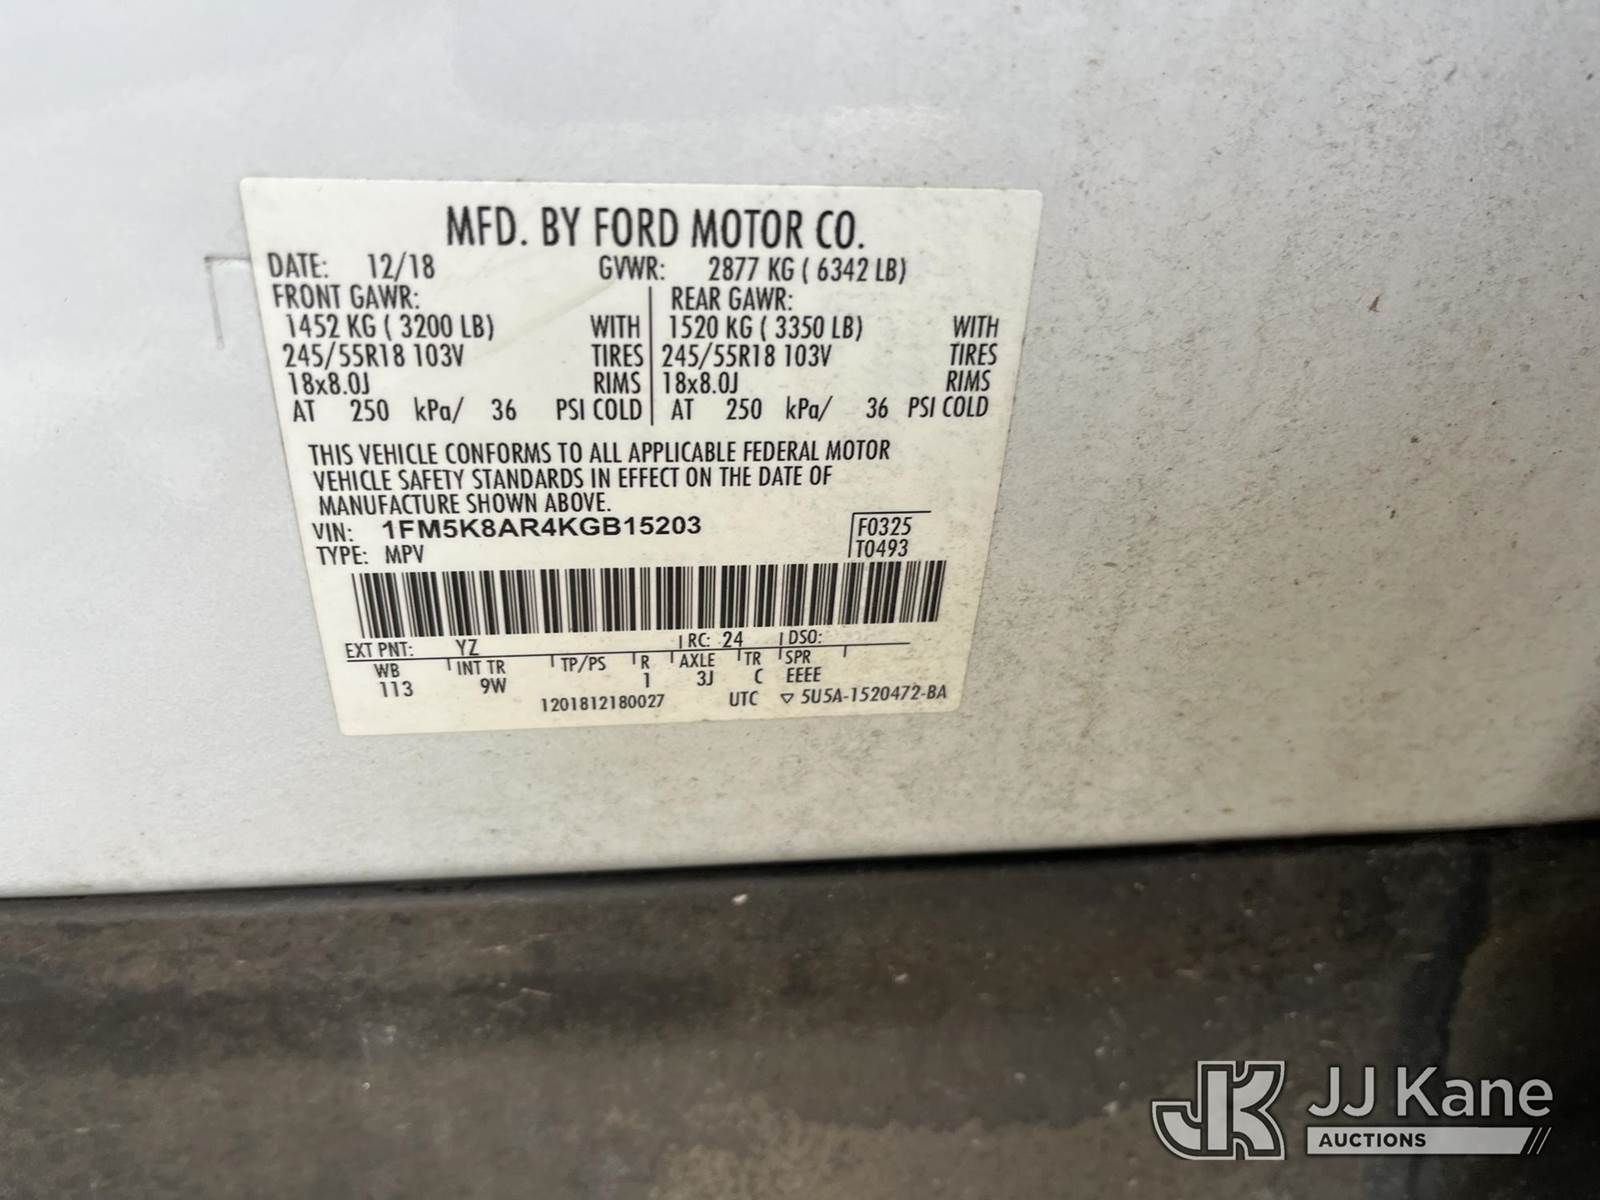 MFD. BY FORD MOTOR CO.
DATE: 12/18 GVWR: 2877 KG ( 6342 LB)
FRONT GAWR: REAR GAWR:
1452 KG ( 3200 LB) WITH 1520 KG ( 3350 LB) WITH
245/55R18 103V TIRES 245/55R18 103V TIRES
18x8.0J RIMS 18x8.0J RIMS
AT 250 kPa/ 36 PSI COLD AT 250 kPa/ 36 PSI COLD
THIS VEHICLE CONFORMS TO ALL APPLICABLE FEDERAL MOTOR
VEHICLE SAFETY STANDARDS IN EFFECT ON THE DATE OF
MANUFACTURE SHOWN ABOVE.
VIN: 1FM5K8AR4KGB15203 F0325
TYPE: MPV T0493
EXT PNT: YZ RC: 24 DSO:
WB INT TR TP/PS R AXLE TR SPR
113 9W 1 3J C EEEE
1201812180027 UTC ▽ 5U5A-1520472-BA
JK JJ Kane
AUCTIONS